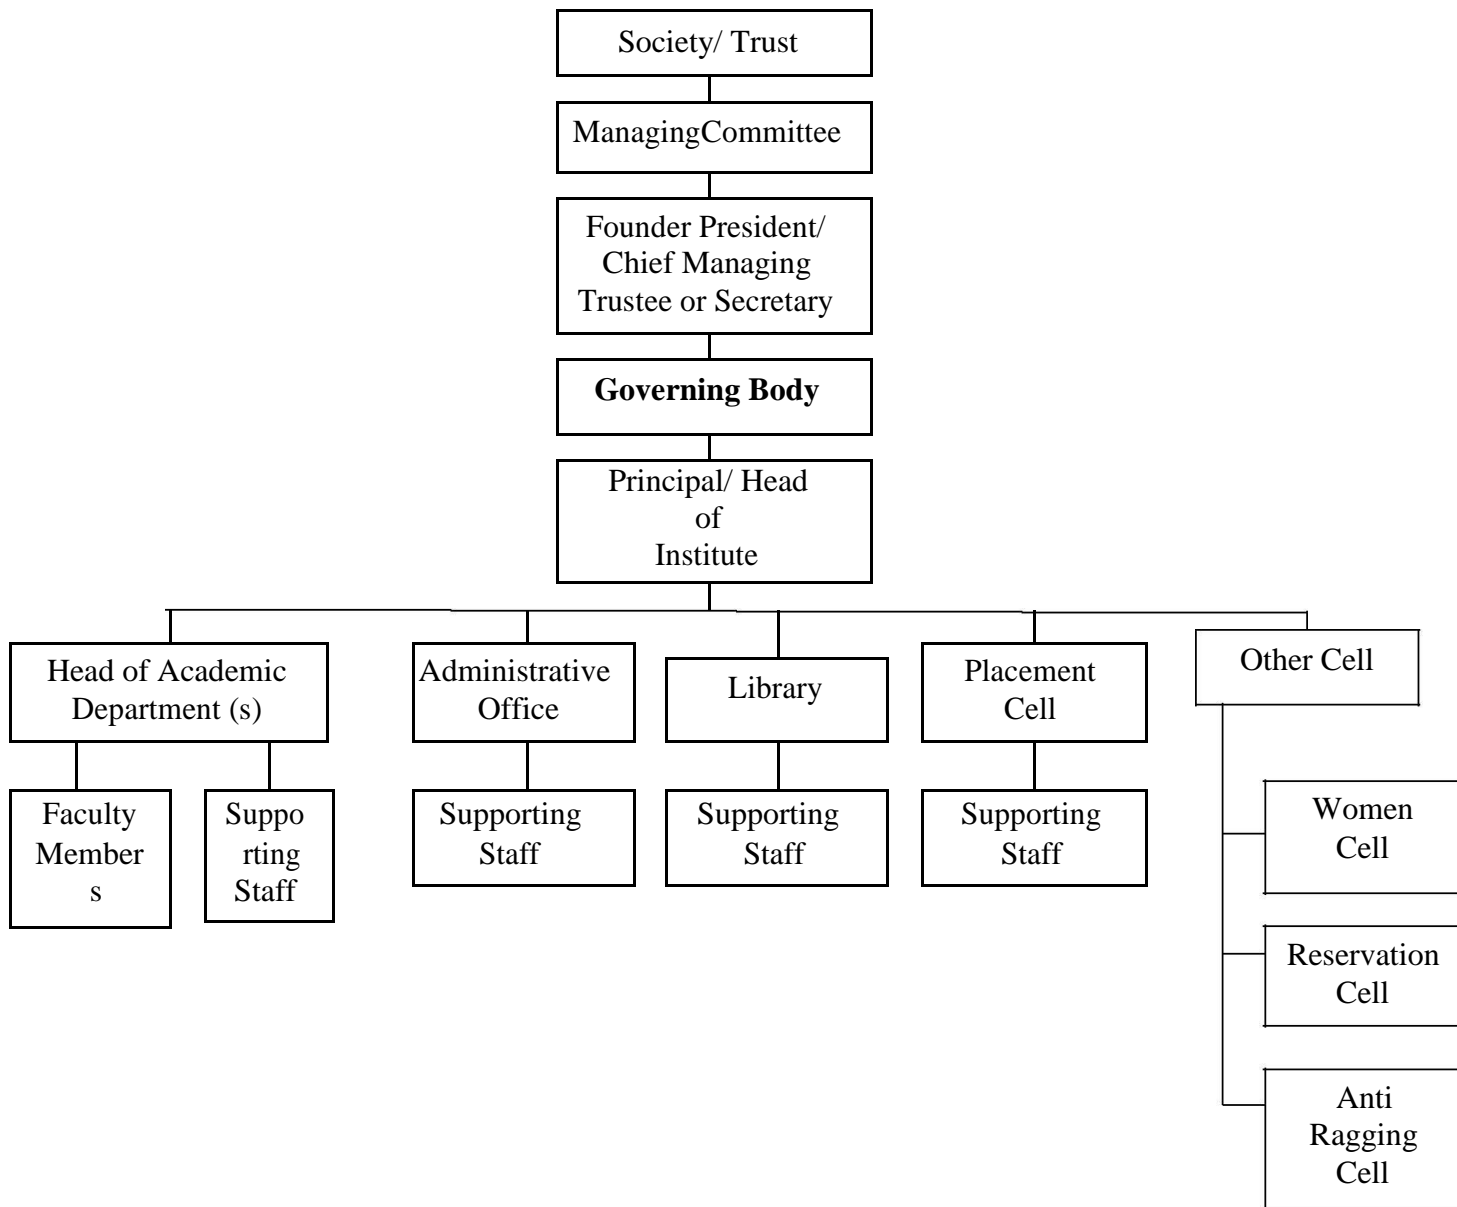 Society/ Trust
ManagingCommittee
Founder President/
Chief Managing
Trustee or Secretary
Governing Body
Principal/ Head
of
Institute
Head of Academic
Department (s)
Administrative
Office
Library
Placement
Cell
Other Cell
Faculty
Member
s
Suppo
rting
Staff
Supporting
Staff
Supporting
Staff
Supporting
Staff
Women
Cell
Reservation
Cell
Anti
Ragging
Cell